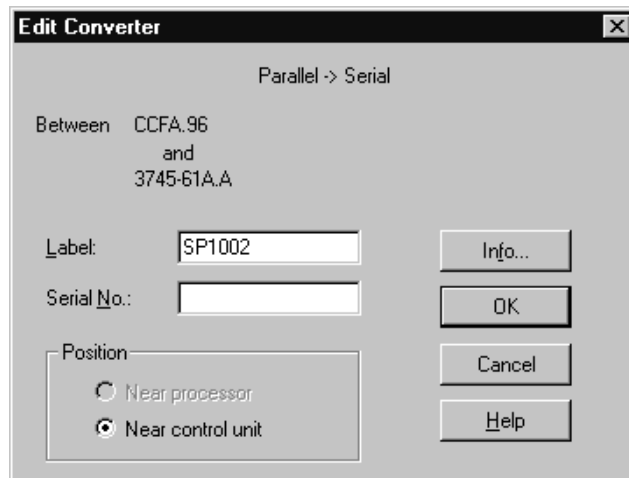 Edit Converter
Parallel -> Serial
Between CCFA.96
and
3745-61A.A
Label: SP1002 Info...
Serial No.: OK
Position Cancel
Near processor
Near control unit Help